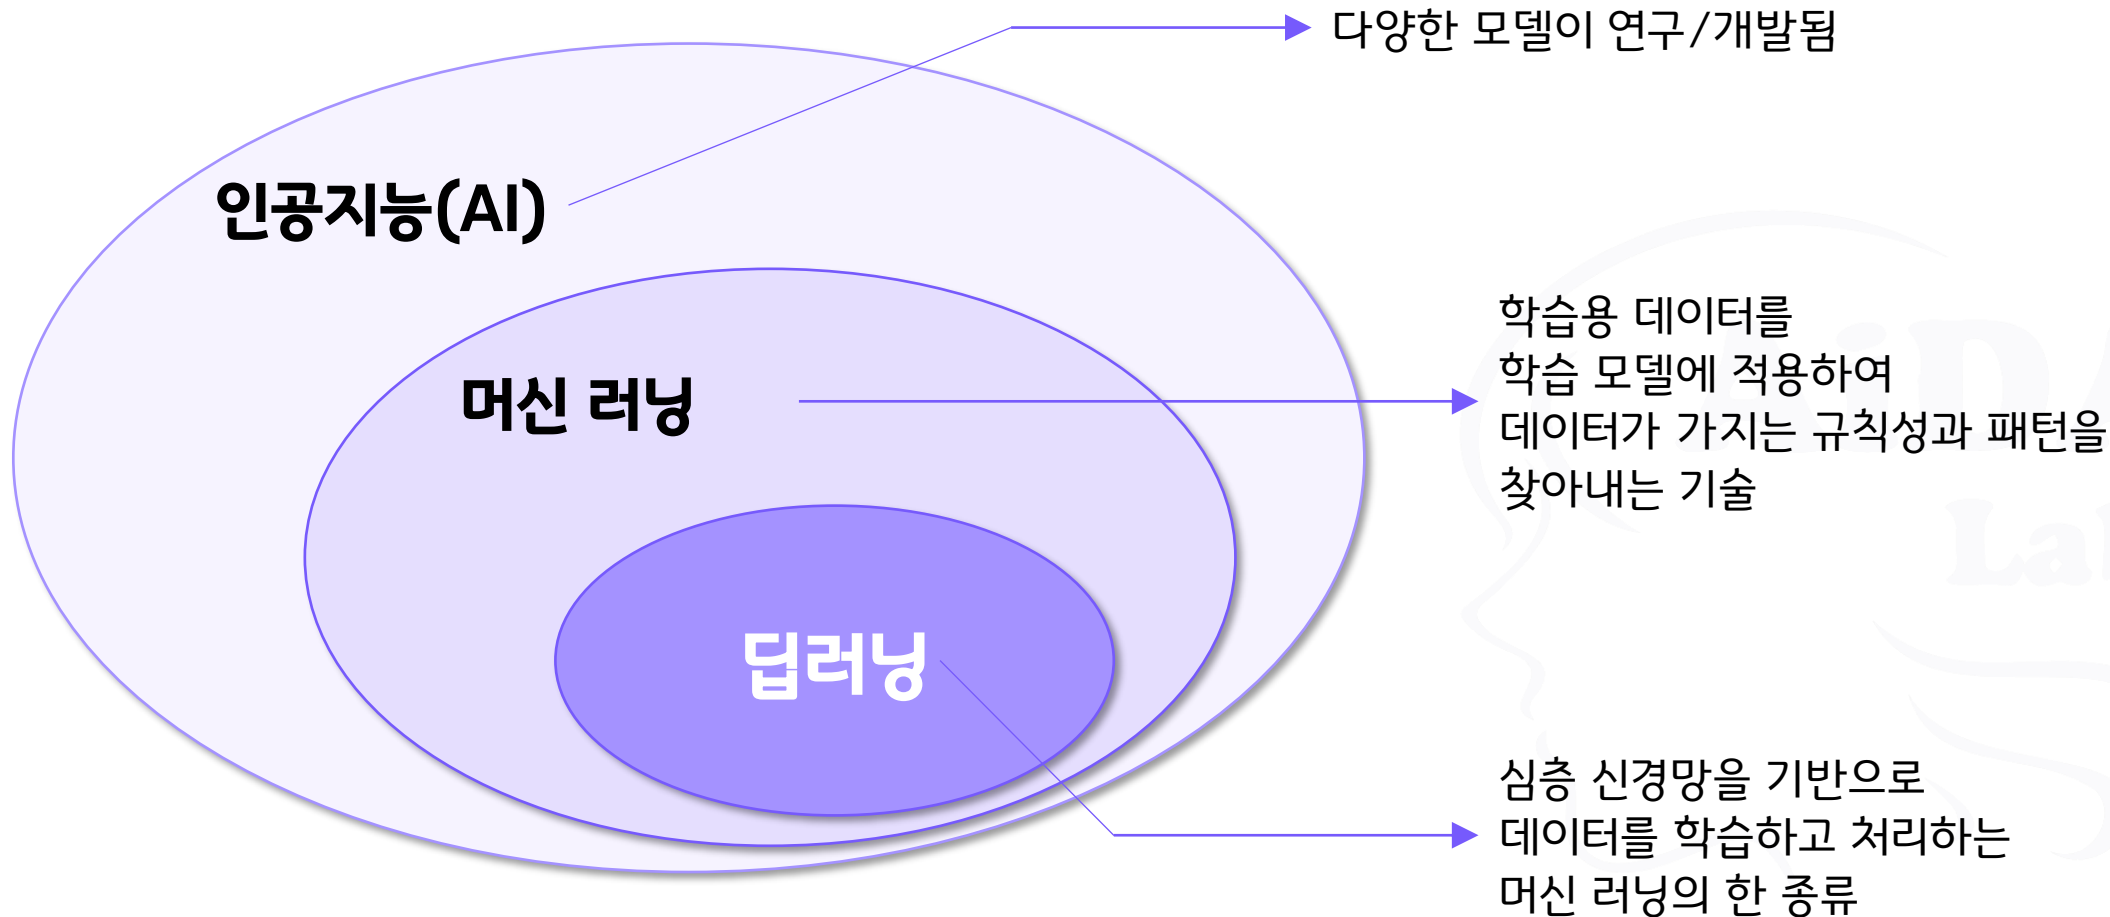 다양한 모델이 연구/개발됨
인공지능(AI)
학습용 데이터를
학습 모델에 적용하여
데이터가 가지는 규칙성과 패턴을
찾아내는 기술
머신 러닝
딥러닝
심층 신경망을 기반으로
데이터를 학습하고 처리하는
머신 러닝의 한 종류